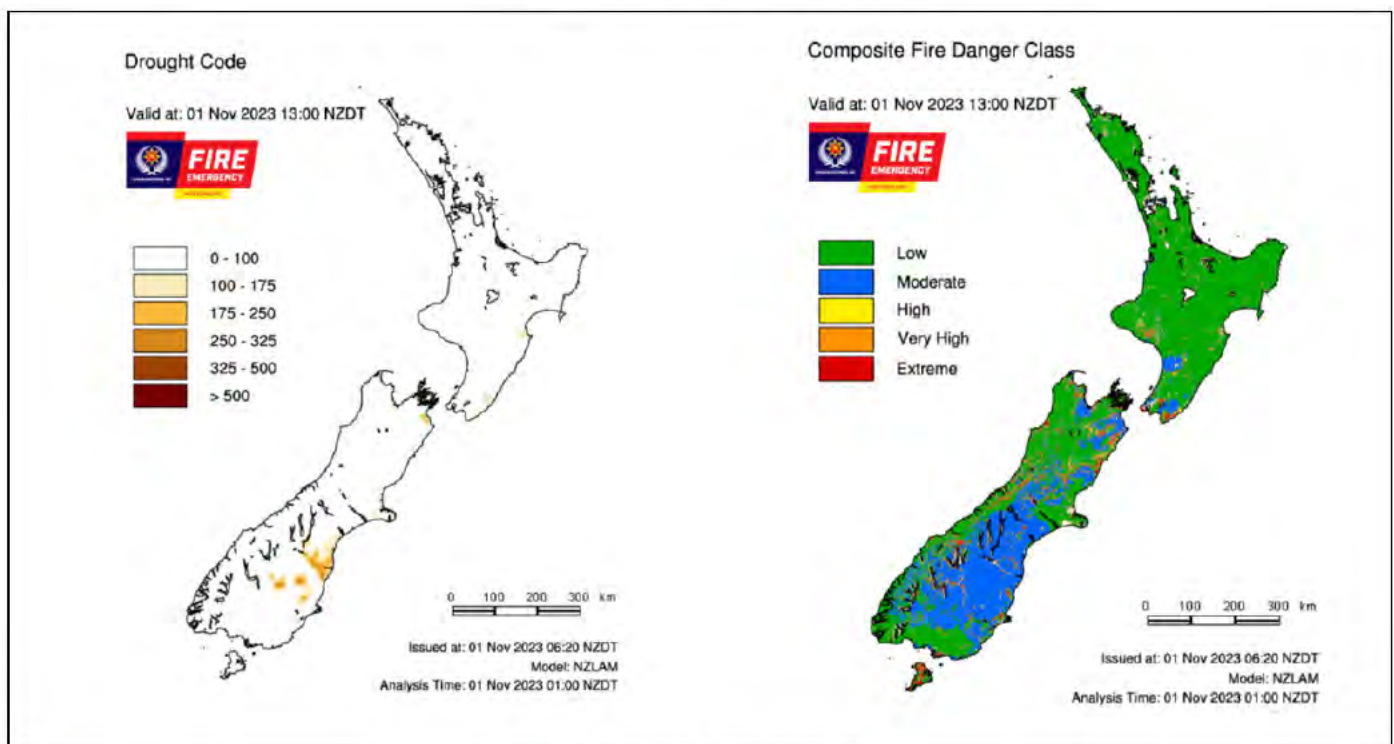 Drought Code
Valid at: 01 Nov 2023 13:00 NZDT
FIRE
EMERGENCY
0 - 100
100 - 175
175 - 250
250 - 325
325 - 500
> 500
0 100 200 300 km
Issued at: 01 Nov 2023 06:20 NZDT
Model: NZLAM
Analysis Time: 01 Nov 2023 01:00 NZDT
Composite Fire Danger Class
Valid at: 01 Nov 2023 13:00 NZDT
FIRE
EMERGENCY
Low
Moderate
High
Very High
Extreme
0 100 200 300 km
Issued at: 01 Nov 2023 06:20 NZDT
Model: NZLAM
Analysis Time: 01 Nov 2023 01:00 NZDT